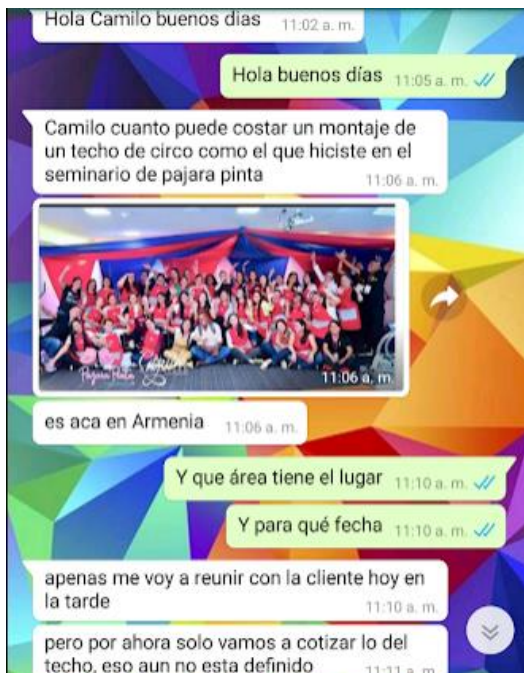 Hola Camilo buenos dias 11:02 a. m.
Hola buenos días 11:05 a. m.
Camilo cuanto puede costar un montaje de
un techo de circo como el que hiciste en el
seminario de pajara pinta 11:06 a. m.
Pajara Pinta
11:06 a. m.
es aca en Armenia 11:06 a. m.
Y que área tiene el lugar 11:10 a. m.
Y para qué fecha 11:10 a. m.
apenas me voy a reunir con la cliente hoy en
la tarde 11:10 a. m.
pero por ahora solo vamos a cotizar lo del
techo, eso aun no esta definido 11:11 a. m.